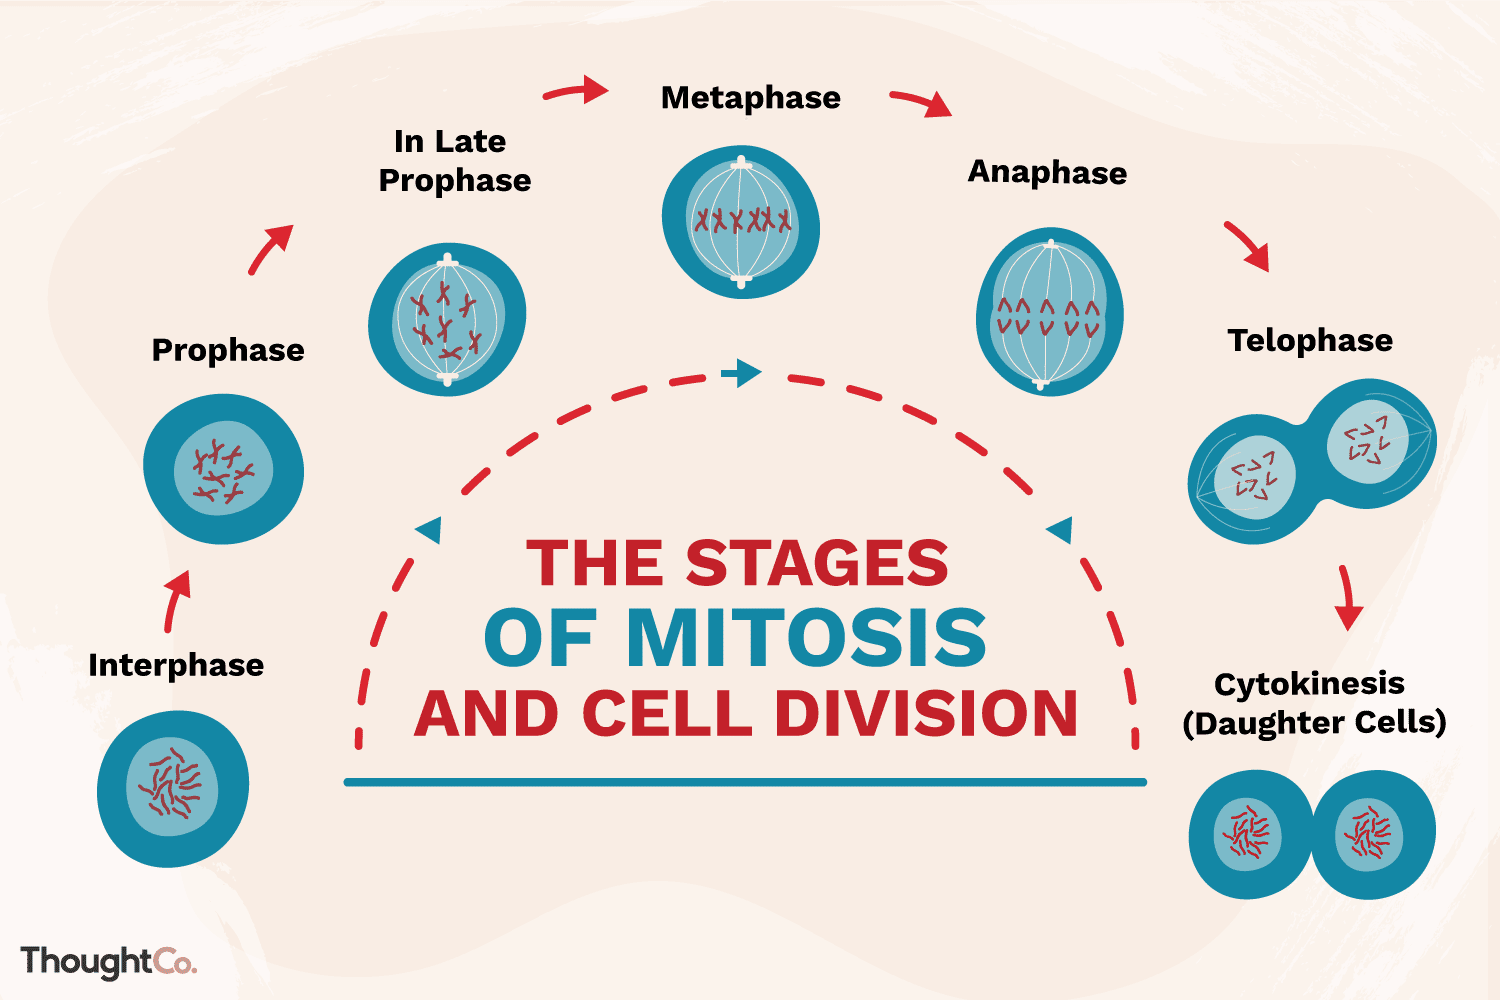 Metaphase
In Late
Prophase
Anaphase
Prophase
Telophase
THE STAGES
OF MITOSIS
AND CELL DIVISION
Interphase
Cytokinesis
(Daughter Cells)
ThoughtCo.